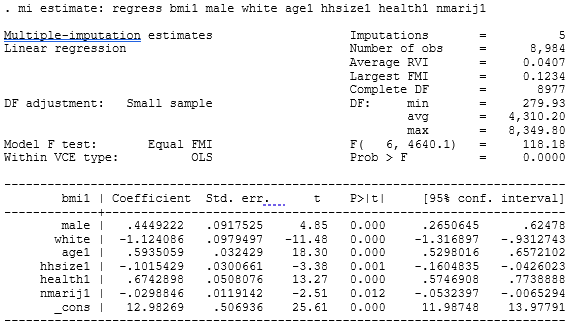 . mi estimate: regress bmi1 male white age1 hhsize1 health1 nmarij1
Multiple-imputation estimates Imputations = 5
Linear regression Number of obs = 8,984
Average RVI = 0.0407
Largest FMI = 0.1234
Complete DF = 8977
DF adjustment: Small sample DF: min = 279.93
avg = 4,310.20
max = 8,349.80
Model F test: Equal FMI F( 6, 4640.1) = 118.18
Within VCE type: OLS Prob > F = 0.0000
bmi1 | Coefficient Std. err. t P>|t| [95% conf. interval]
male | .4449222 .0917525 4.85 0.000 .2650645 .62478
white | -1.124086 .0979497 -11.48 0.000 -1.316897 -.9312743
age1 | .5935059 .032429 18.30 0.000 .5298016 .6572102
hhsize1 | -.1015429 .0300661 -3.38 0.001 -.1604835 -.0426023
health1 | .6742898 .0508076 13.27 0.000 .5746908 .7738888
nmarij1 | -.0298846 .0119142 -2.51 0.012 -.0532397 -.0065294
_cons | 12.98269 .506936 25.61 0.000 11.98748 13.97791